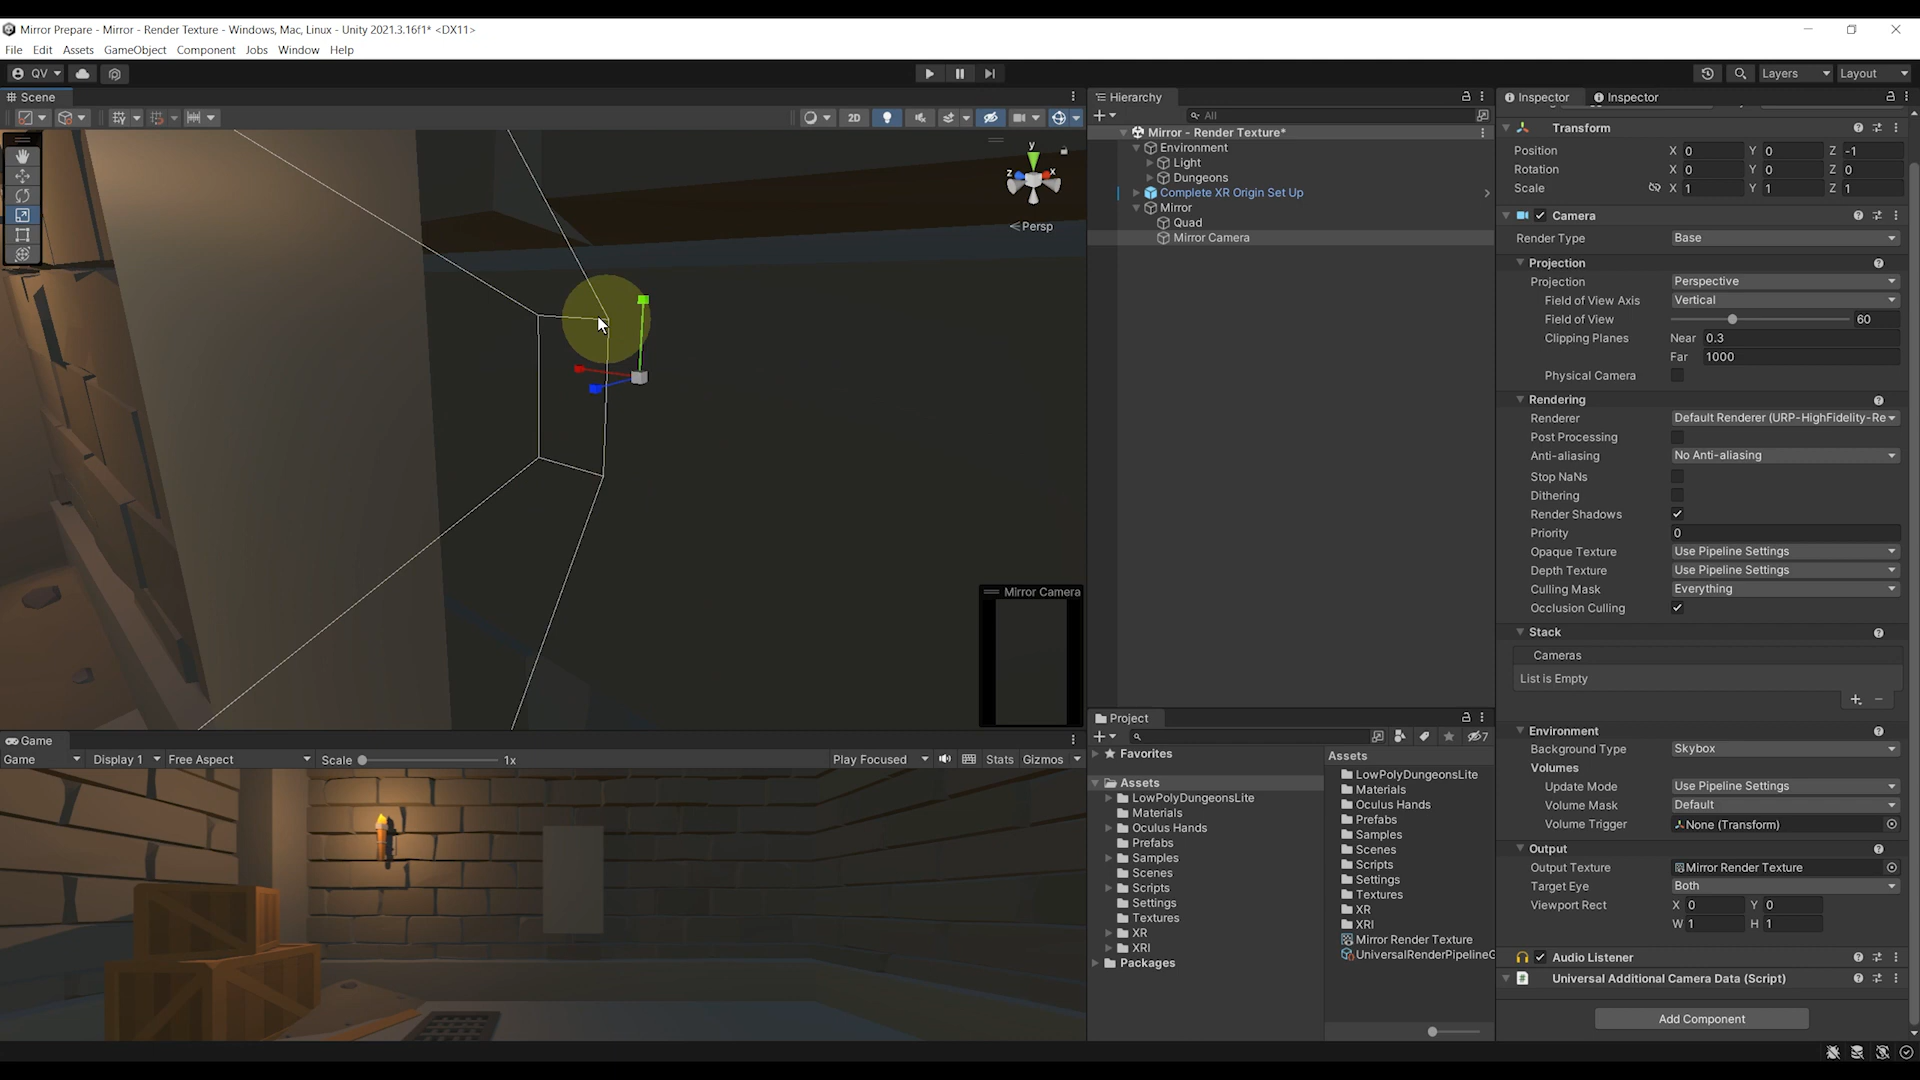 Mirror Prepare - Mirror - Render Texture - Windows, Mac, Linux - Unity 2021.3.16f1* <DX11>
File Edit Assets GameObject Component Jobs Window Help
QV
Layers
Layout
Scene
2D
y
z
x
Persp
Mirror Camera
Hierarchy
All
Mirror - Render Texture*
Environment
Light
Dungeons
Complete XR Origin Set Up
Mirror
Quad
Mirror Camera
Inspector
Inspector
Transform
Position X 0 Y 0 Z -1
Rotation X 0 Y 0 Z 0
Scale X 1 Y 1 Z 1
Camera
Render Type Base
Projection
Projection Perspective
Field of View Axis Vertical
Field of View 60
Clipping Planes Near 0.3
Far 1000
Physical Camera
Rendering
Renderer Default Renderer (URP-HighFidelity-Re
Post Processing
Anti-aliasing No Anti-aliasing
Stop NaNs
Dithering
Render Shadows
Priority 0
Opaque Texture Use Pipeline Settings
Depth Texture Use Pipeline Settings
Culling Mask Everything
Occlusion Culling
Stack
Cameras
List is Empty
Environment
Background Type Skybox
Volumes
Update Mode Use Pipeline Settings
Volume Mask Default
Volume Trigger None (Transform)
Output
Output Texture Mirror Render Texture
Target Eye Both
Viewport Rect X 0 Y 0
W 1 H 1
Audio Listener
Universal Additional Camera Data (Script)
Add Component
Game
Game Display 1 Free Aspect Scale 1x Play Focused Stats Gizmos
Project
7
Favorites
Assets
LowPolyDungeonsLite
Materials
Oculus Hands
Prefabs
Samples
Scenes
Scripts
Settings
Textures
XR
XRI
Packages
Assets
LowPolyDungeonsLite
Materials
Oculus Hands
Prefabs
Samples
Scenes
Scripts
Settings
Textures
XR
XRI
Mirror Render Texture
UniversalRenderPipelineG